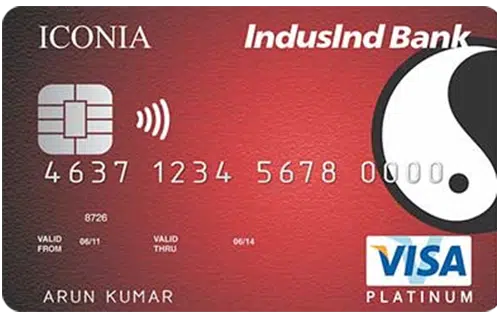 ICONIA IndusInd Bank
4637 1234 5678 0000
8726
VALID FROM 06/11 VALID THRU 06/14
VISA
ARUN KUMAR PLATINUM